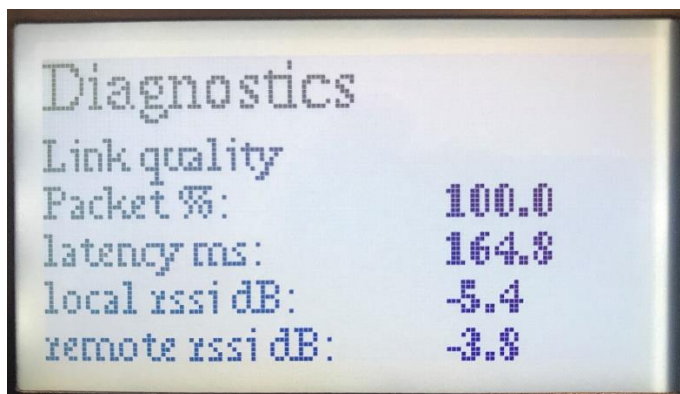 Diagnostics
Link quality
Packet %: 100.0
latency ms: 164.8
local rssi dB: -5.4
remote rssi dB: -3.8